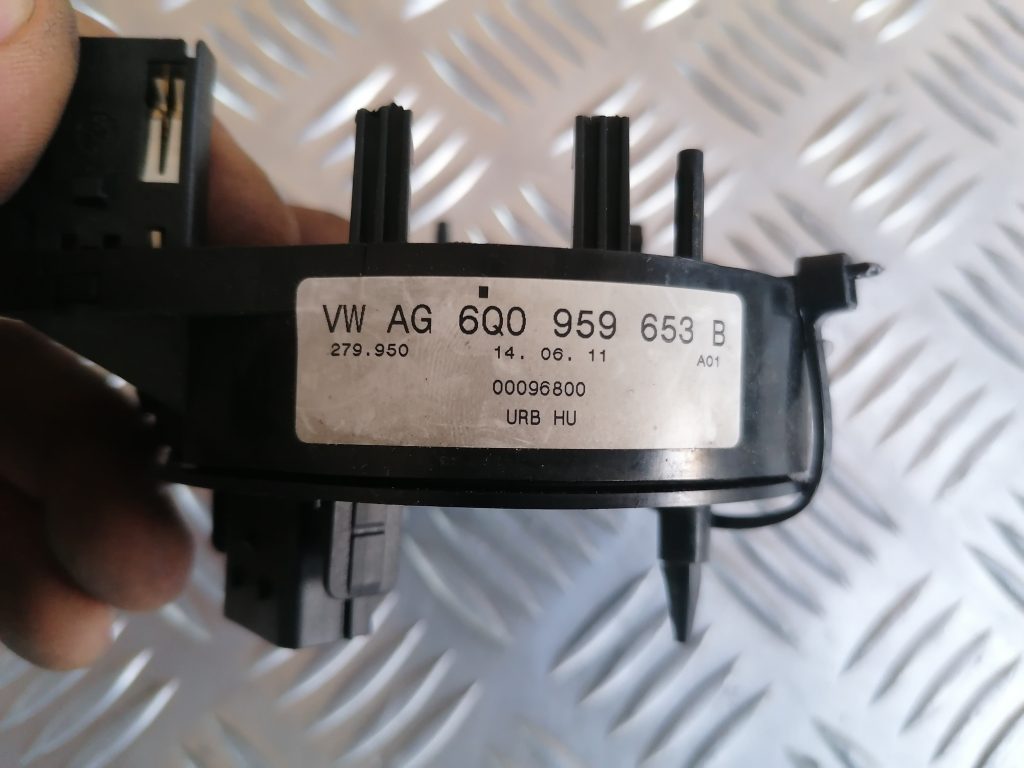 VW AG 6Q0 959 653 B
279.950 14. 06. 11 A01
00096800
URB HU